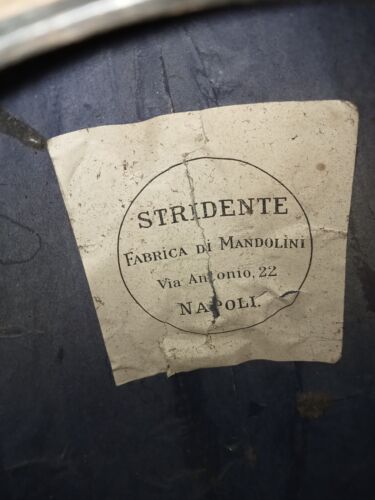 STRIDENTE
FABRICA DI MANDOLINI
Via Antonio, 22
NAPOLI.